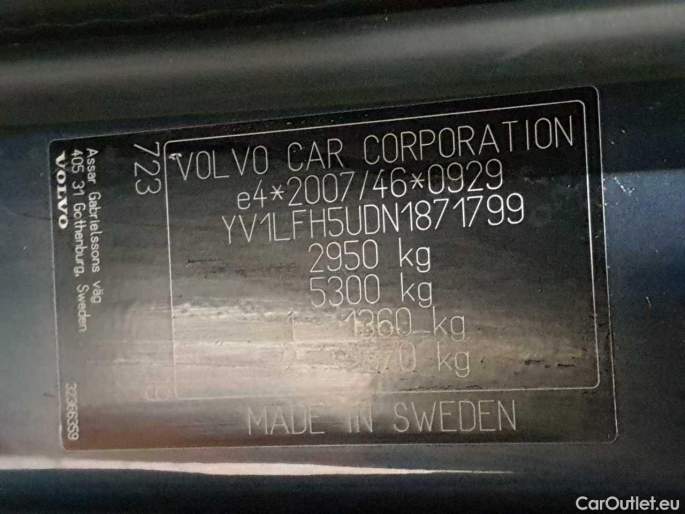 VOLVO CAR CORPORATION
e4*2007/46*0929
YV1LFH5UDN1871799
2950 kg
5300 kg
1 - 1360 kg
kg
MADE IN SWEDEN
723
Assar Gabrielssons väg
405 31 Gothenburg, Sweden
VOLVO
CarOutlet.eu